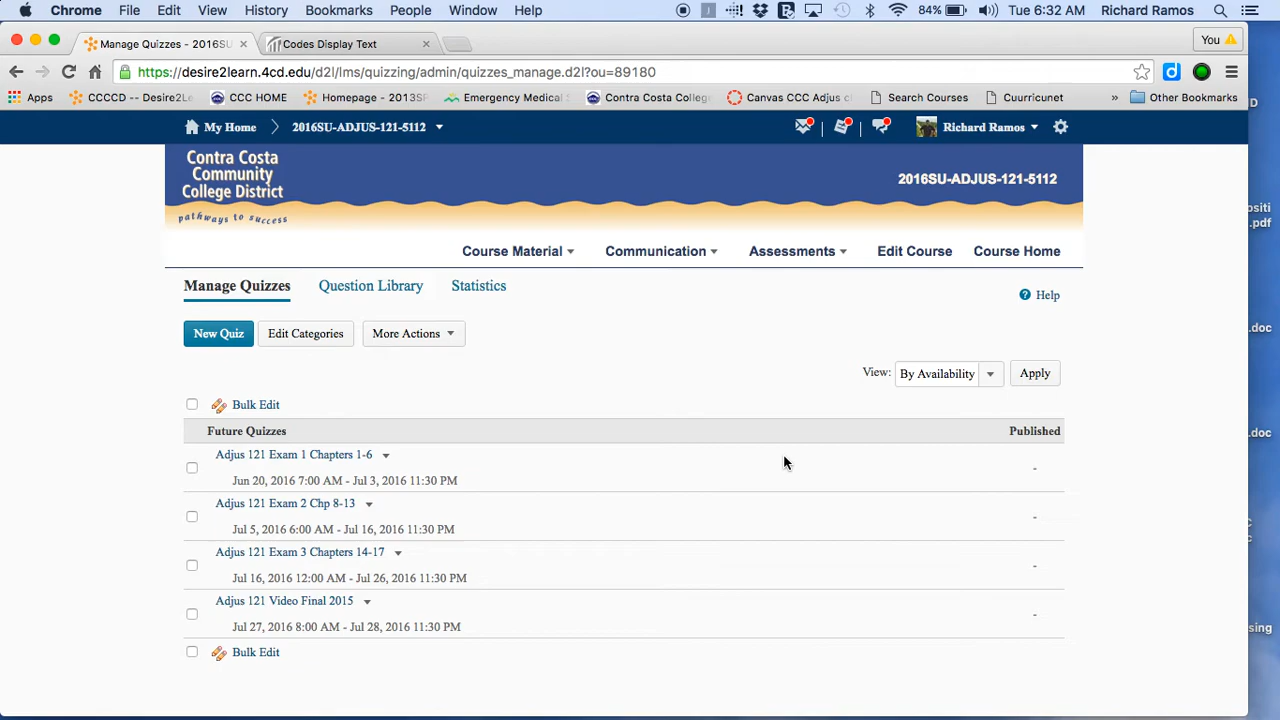 Chrome File Edit View History Bookmarks People Window Help 84% Tue 6:32 AM Richard Ramos
Manage Quizzes - 2016SU Codes Display Text You
https://desire2learn.4cd.edu/d2l/lms/quizzing/admin/quizzes_manage.d2l?ou=89180
Apps CCCCD -- Desire2Le CCC HOME Homepage - 2013SP Emergency Medical Contra Costa Colleg Canvas CCC Adjus c Search Courses Cuurricunet » Other Bookmarks
My Home 2016SU-ADJUS-121-5112 Richard Ramos
Contra Costa
Community
College District
pathways to success
2016SU-ADJUS-121-5112
Course Material Communication Assessments Edit Course Course Home
Manage Quizzes Question Library Statistics
Help
New Quiz Edit Categories More Actions
View: By Availability Apply
Bulk Edit
Future Quizzes Published
Adjus 121 Exam 1 Chapters 1-6
Jun 20, 2016 7:00 AM - Jul 3, 2016 11:30 PM -
Adjus 121 Exam 2 Chp 8-13
Jul 5, 2016 6:00 AM - Jul 16, 2016 11:30 PM -
Adjus 121 Exam 3 Chapters 14-17
Jul 16, 2016 12:00 AM - Jul 26, 2016 11:30 PM -
Adjus 121 Video Final 2015
Jul 27, 2016 8:00 AM - Jul 28, 2016 11:30 PM -
Bulk Edit
ositi
.pdf
.doc
.doc
sing